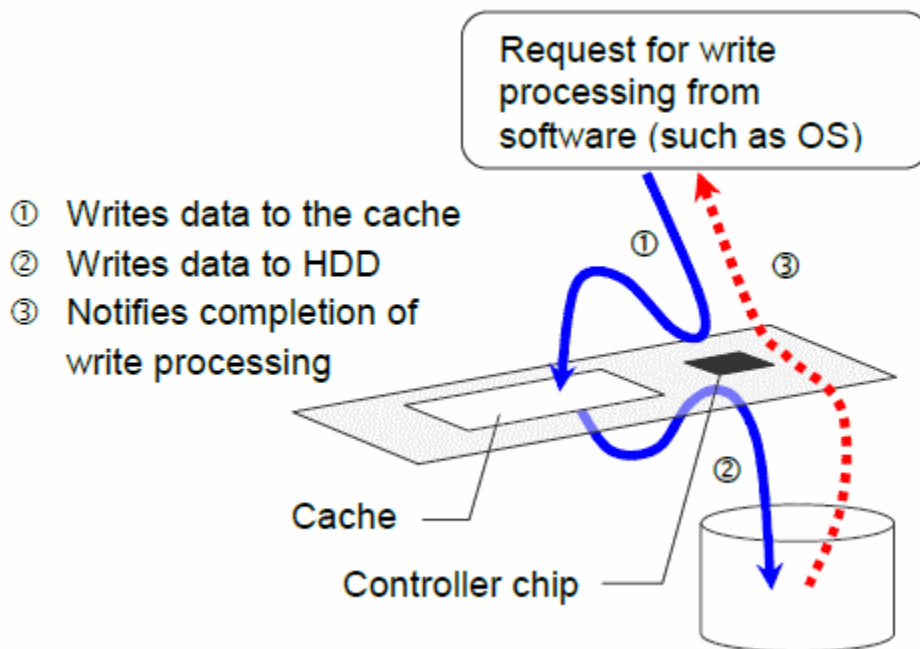 Request for write
processing from
software (such as OS)
① Writes data to the cache
② Writes data to HDD
③ Notifies completion of
write processing
①
③
②
Cache
Controller chip